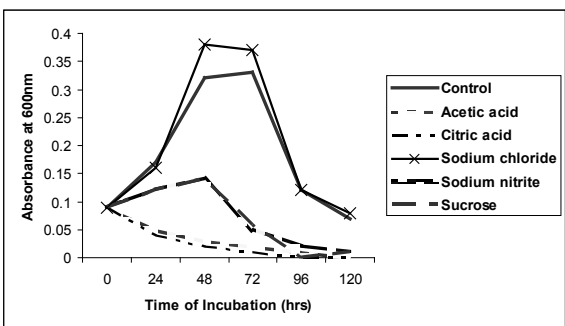 0.4
0.35
0.3
0.25
0.2
0.15
0.1
0.05
0
Absorbance at 600nm
0 24 48 72 96 120
Time of Incubation (hrs)
Control
Acetic acid
Citric acid
Sodium chloride
Sodium nitrite
Sucrose